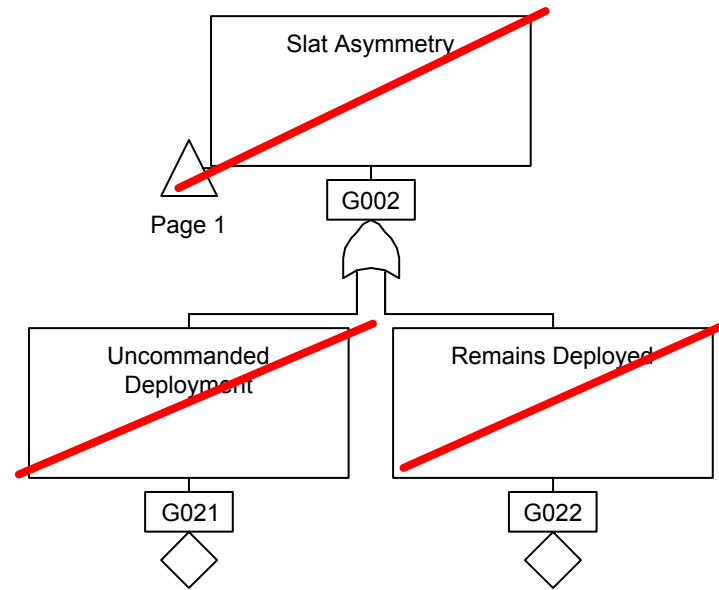 Slat Asymmetry
Page 1
G002
Uncommanded
Deployment
Remains Deployed
G021
G022